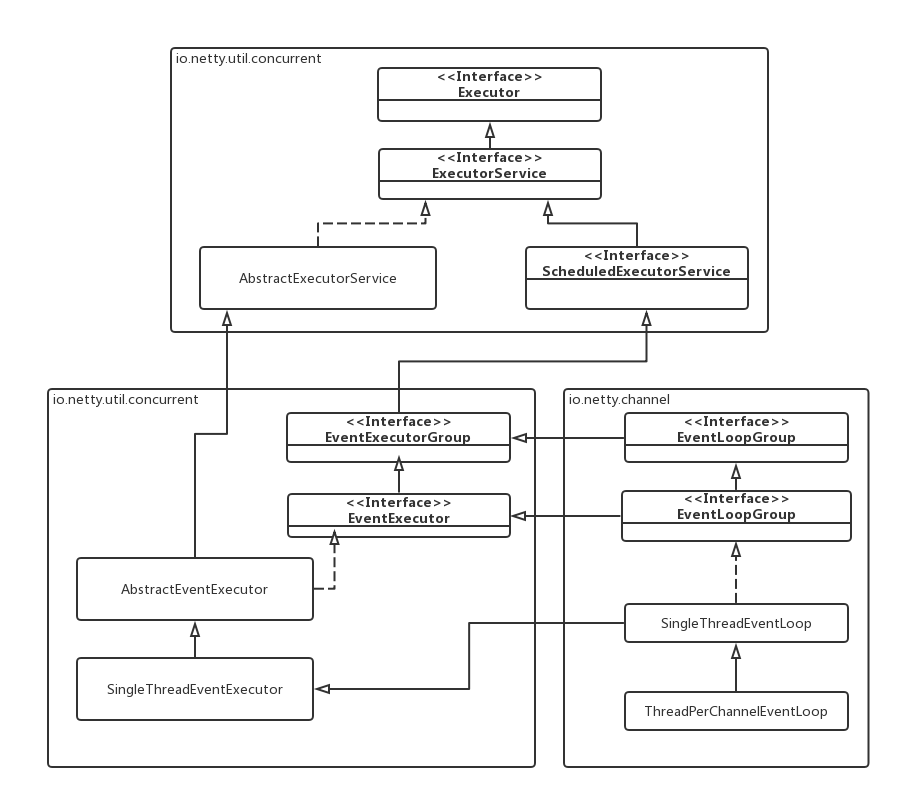 io.netty.util.concurrent
<<Interface>>
Executor
<<Interface>>
ExecutorService
AbstractExecutorService
<<Interface>>
ScheduledExecutorService
io.netty.util.concurrent
<<Interface>>
EventExecutorGroup
<<Interface>>
EventExecutor
AbstractEventExecutor
SingleThreadEventExecutor
io.netty.channel
<<Interface>>
EventLoopGroup
<<Interface>>
EventLoopGroup
SingleThreadEventLoop
ThreadPerChannelEventLoop